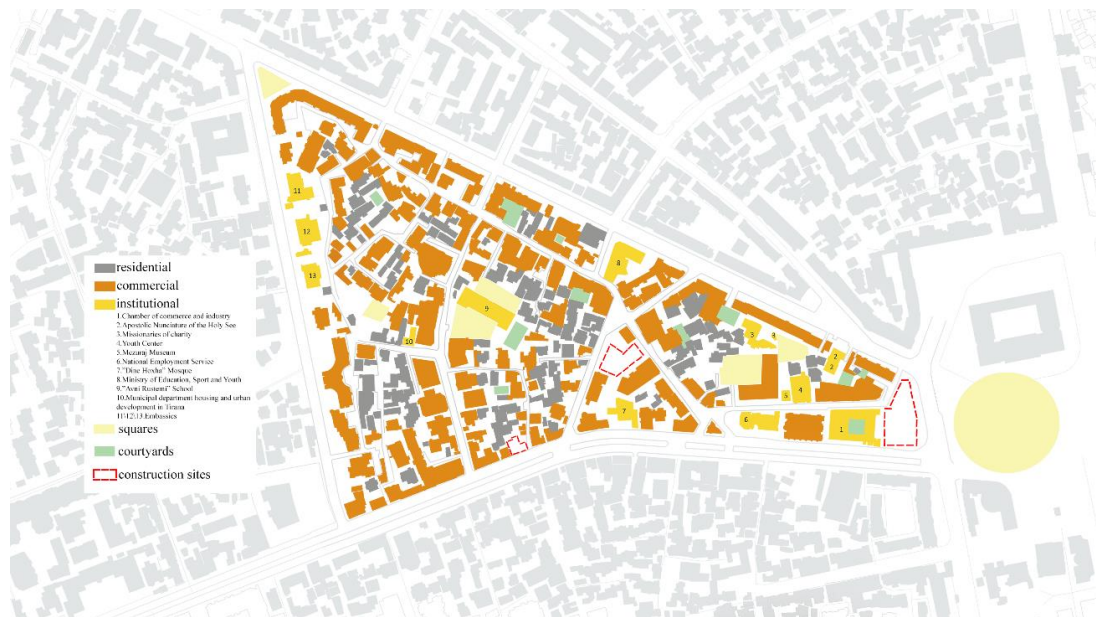 residential
commercial
institutional
1.Chamber of commerce and industry
2.Apostolic Nunciature of the Holy See
3.Missionaries of charity
4.Youth Center
5.Mezuraj Museum
6.National Employment Service
7."Dine Hoxha" Mosque
8.Ministry of Education, Sport and Youth
9."Avni Rustemi" School
10.Municipal department housing and urban
development in Tirana
11;12;13.Embassies
squares
courtyards
construction sites
11
12
13
8
9
10
3
2
2
4
5
6
7
1